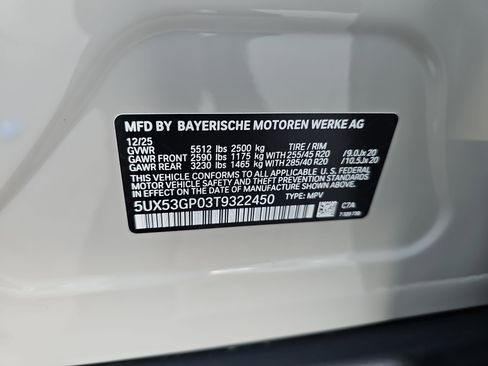 MFD BY BAYERISCHE MOTOREN WERKE AG
12/25
GVWR 5512 lbs 2500 kg TIRE / RIM
GAWR FRONT 2590 lbs 1175 kg WITH 255/45 R20 /9.0Jx20
GAWR REAR 3230 lbs 1465 kg WITH 285/40 R20 /10.5Jx20
THIS VEHICLE CONFORMS TO ALL APPLICABLE U.S. FEDERAL
MOTOR VEHICLE SAFETY, BUMPER, AND THEFT PREVENTION STANDARDS
IN EFFECT ON THE DATE OF MANUFACTURE SHOWN ABOVE.
5UX53GP03T9322450 TYPE: MPV C7A